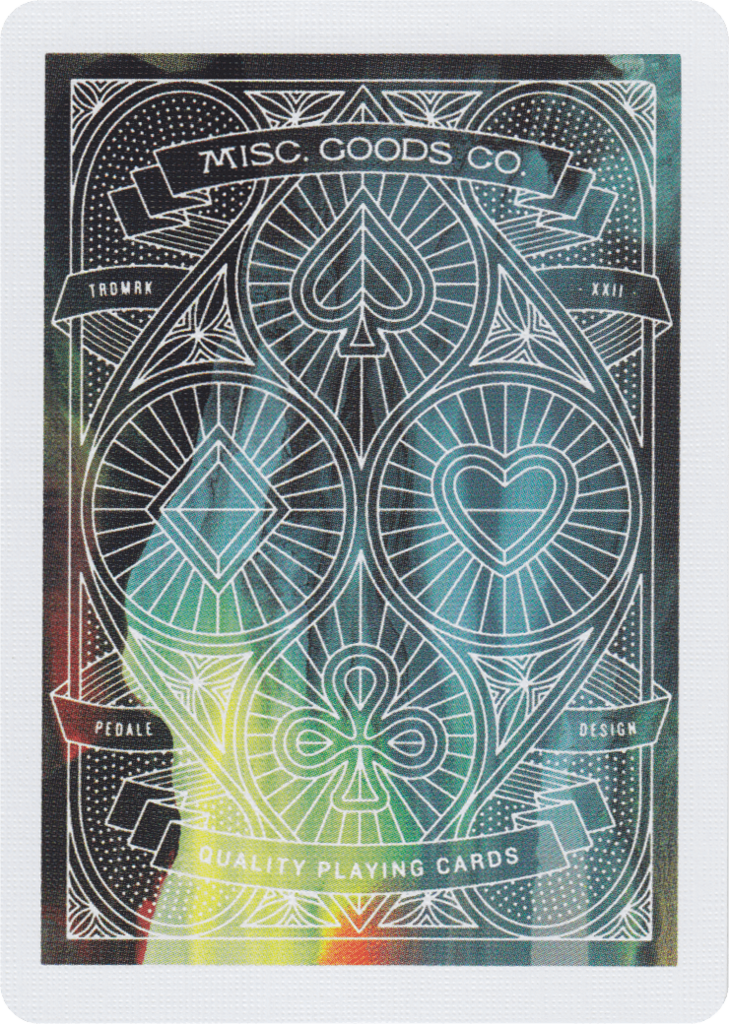 MISC. GOODS CO.
TRDMRK
· XXII ·
PEDALE
DESIGN
QUALITY PLAYING CARDS